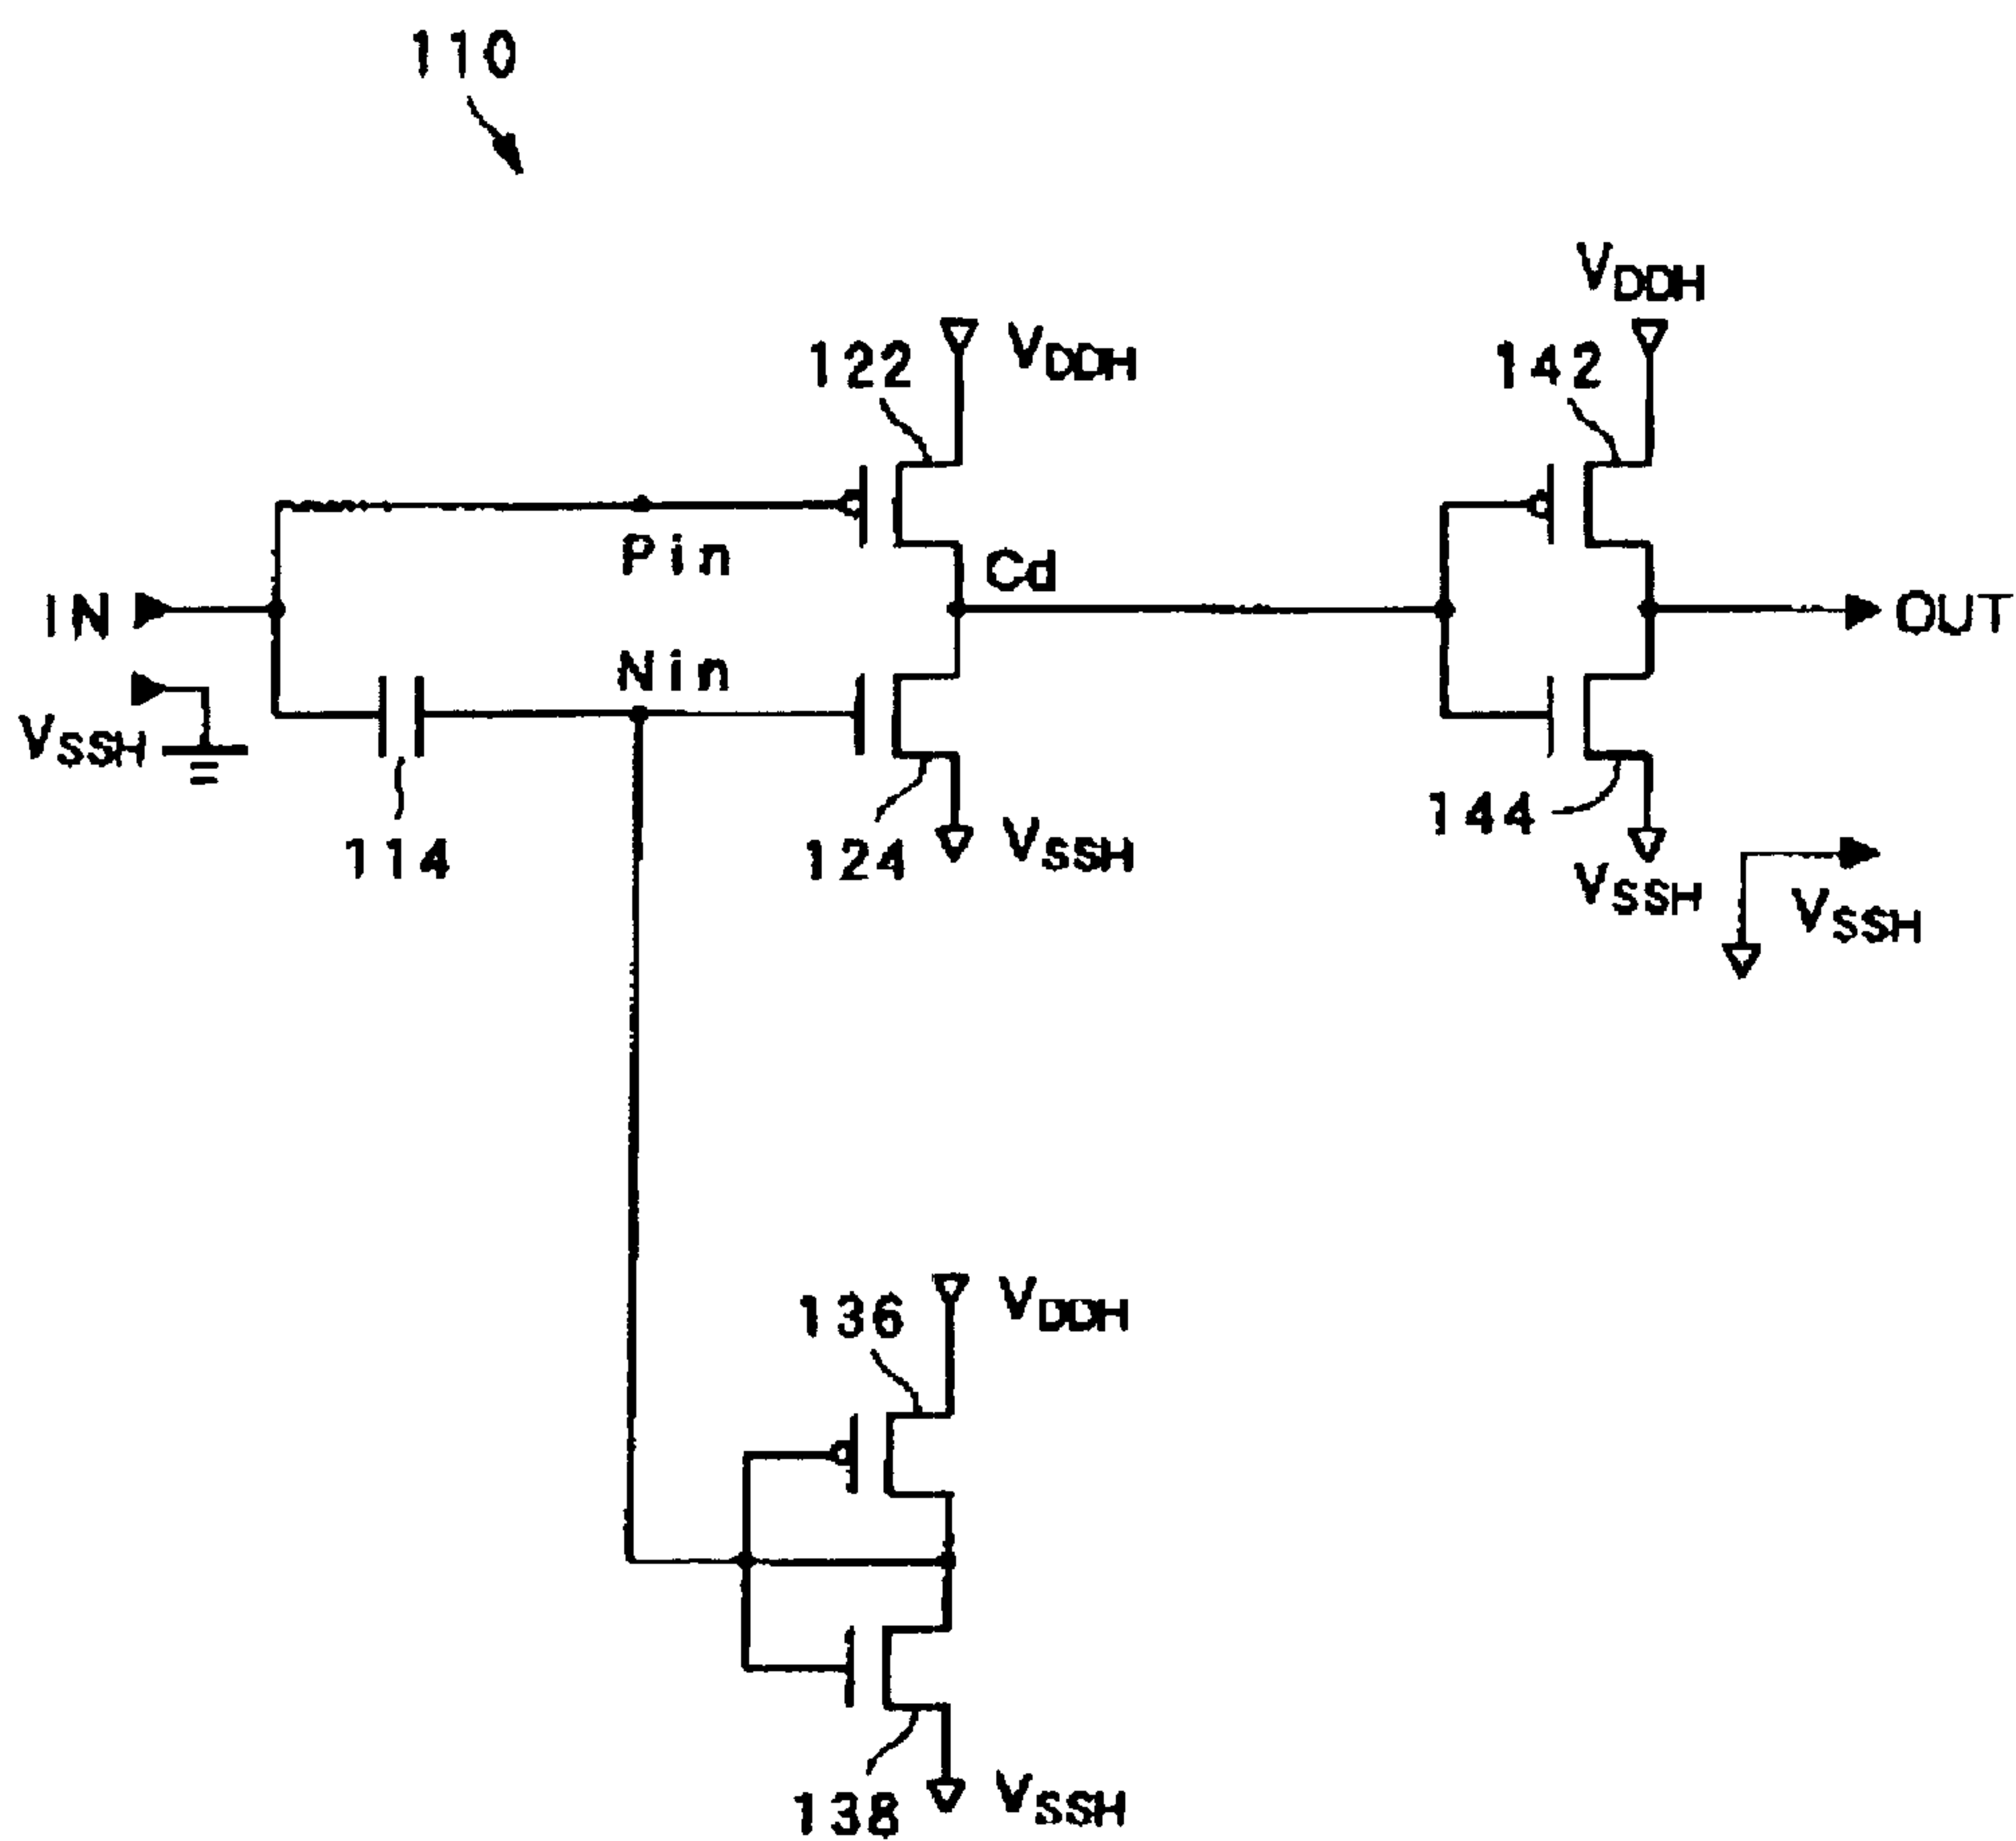 110
VDDH
122
VDDH
142
Pin
Cd
IN
OUT
Nin
VSSH
114
124
VSSH
144
VSSH
VSSH
136
VDDH
138
VSSH